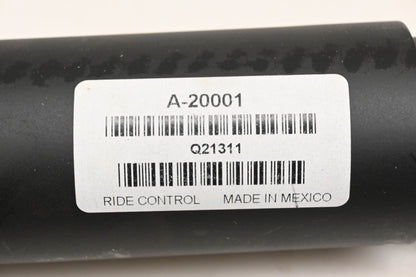 A-20001
Q21311
RIDE CONTROL MADE IN MEXICO